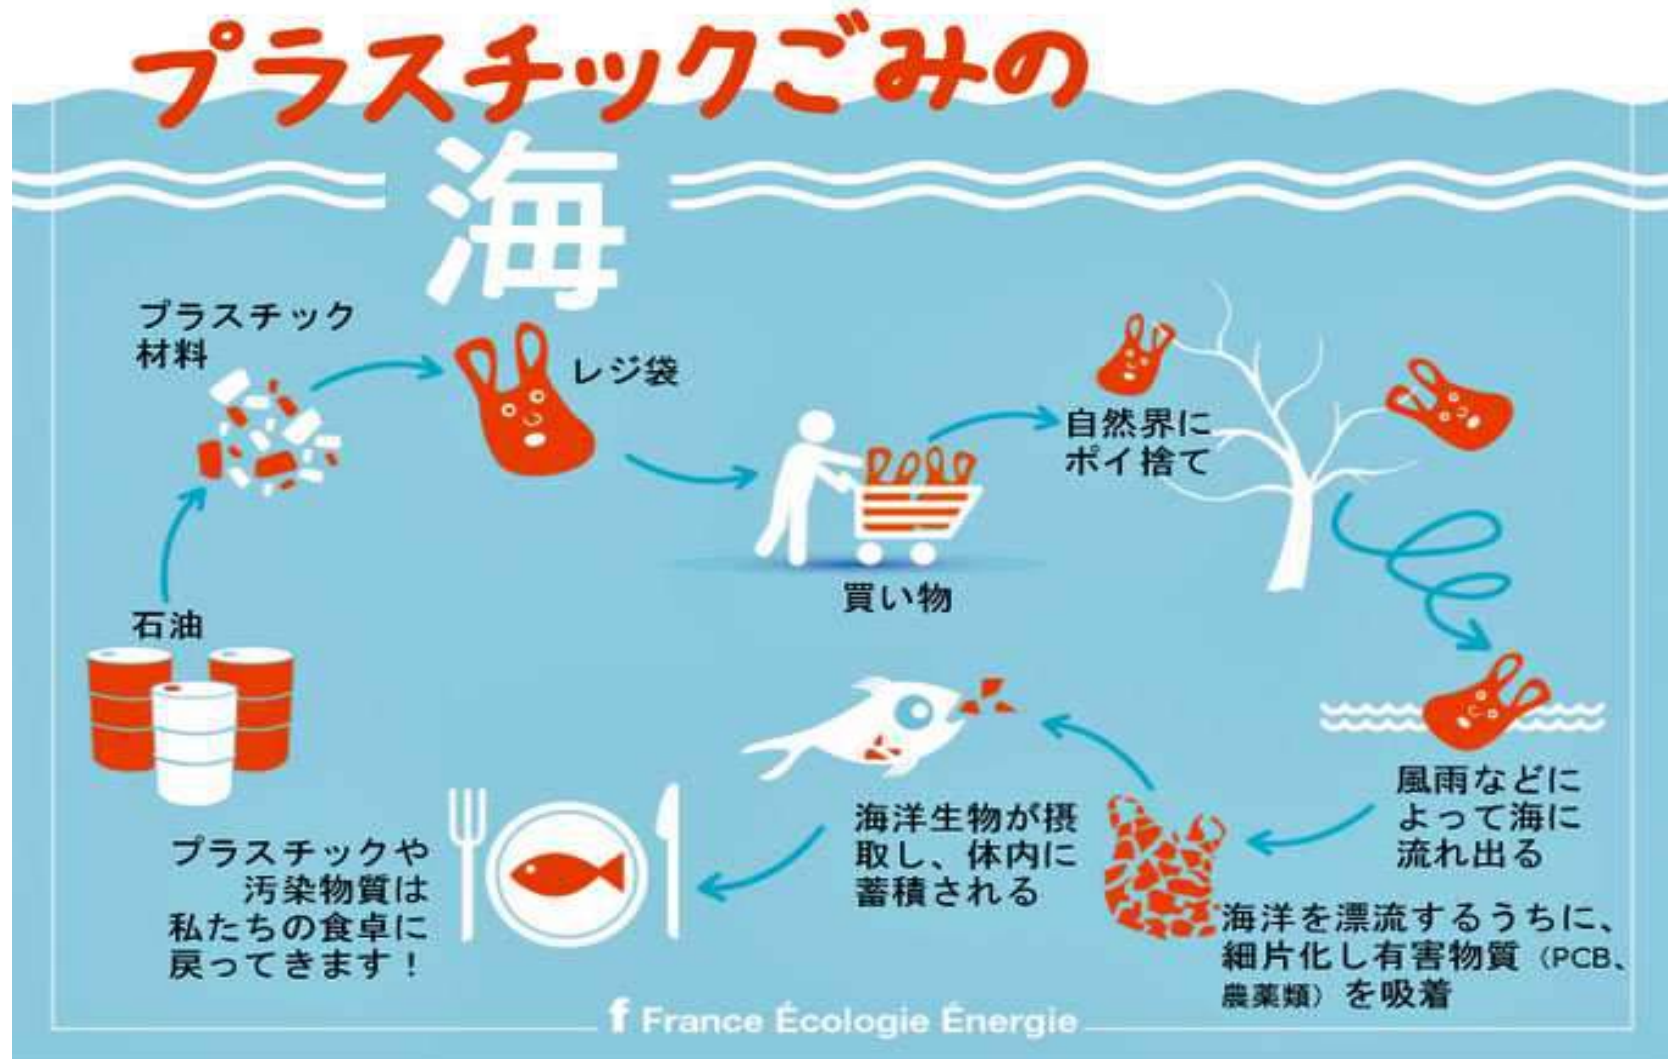 プラスチックごみの
海
プラスチック
材料
レジ袋
石油
買い物
自然界に
ポイ捨て
風雨などに
よって海に
流れ出る
海洋を漂流するうちに、
細片化し有害物質（PCB、
農薬類）を吸着
海洋生物が摂
取し、体内に
蓄積される
プラスチックや
汚染物質は
私たちの食卓に
戻ってきます！
f France Écologie Énergie